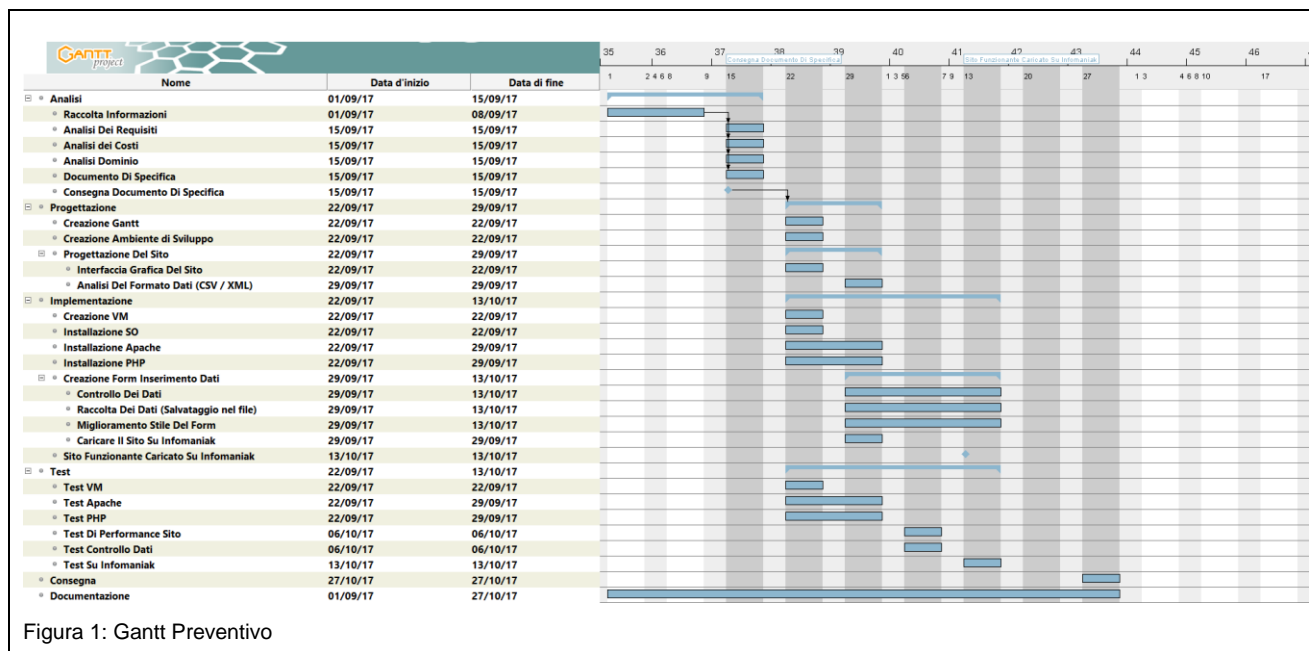 GANTT
project
35 36 37 38 39 40 41 42 43 44 45 46
Consegna Documento Di Specifica
Sito Funzionante Caricato Su Infomaniak
1 2 4 6 8 9 15 22 29 1 3 5 6 7 9 13 20 27 1 3 4 6 8 10 17
Nome Data d'inizio Data di fine
Analisi 01/09/17 15/09/17
Raccolta Informazioni 01/09/17 08/09/17
Analisi Dei Requisiti 15/09/17 15/09/17
Analisi dei Costi 15/09/17 15/09/17
Analisi Dominio 15/09/17 15/09/17
Documento Di Specifica 15/09/17 15/09/17
Consegna Documento Di Specifica 15/09/17 15/09/17
Progettazione 22/09/17 29/09/17
Creazione Gantt 22/09/17 22/09/17
Creazione Ambiente di Sviluppo 22/09/17 22/09/17
Progettazione Del Sito 22/09/17 29/09/17
Interfaccia Grafica Del Sito 22/09/17 22/09/17
Analisi Del Formato Dati (CSV / XML) 29/09/17 29/09/17
Implementazione 22/09/17 13/10/17
Creazione VM 22/09/17 22/09/17
Installazione SO 22/09/17 22/09/17
Installazione Apache 22/09/17 29/09/17
Installazione PHP 22/09/17 29/09/17
Creazione Form Inserimento Dati 29/09/17 13/10/17
Controllo Dei Dati 29/09/17 13/10/17
Raccolta Dei Dati (Salvataggio nel file) 29/09/17 13/10/17
Miglioramento Stile Del Form 29/09/17 13/10/17
Caricare Il Sito Su Infomaniak 29/09/17 29/09/17
Sito Funzionante Caricato Su Infomaniak 13/10/17 13/10/17
Test 22/09/17 13/10/17
Test VM 22/09/17 22/09/17
Test Apache 22/09/17 29/09/17
Test PHP 22/09/17 29/09/17
Test Di Performance Sito 06/10/17 06/10/17
Test Controllo Dati 06/10/17 06/10/17
Test Su Infomaniak 13/10/17 13/10/17
Consegna 27/10/17 27/10/17
Documentazione 01/09/17 27/10/17
Figura 1: Gantt Preventivo